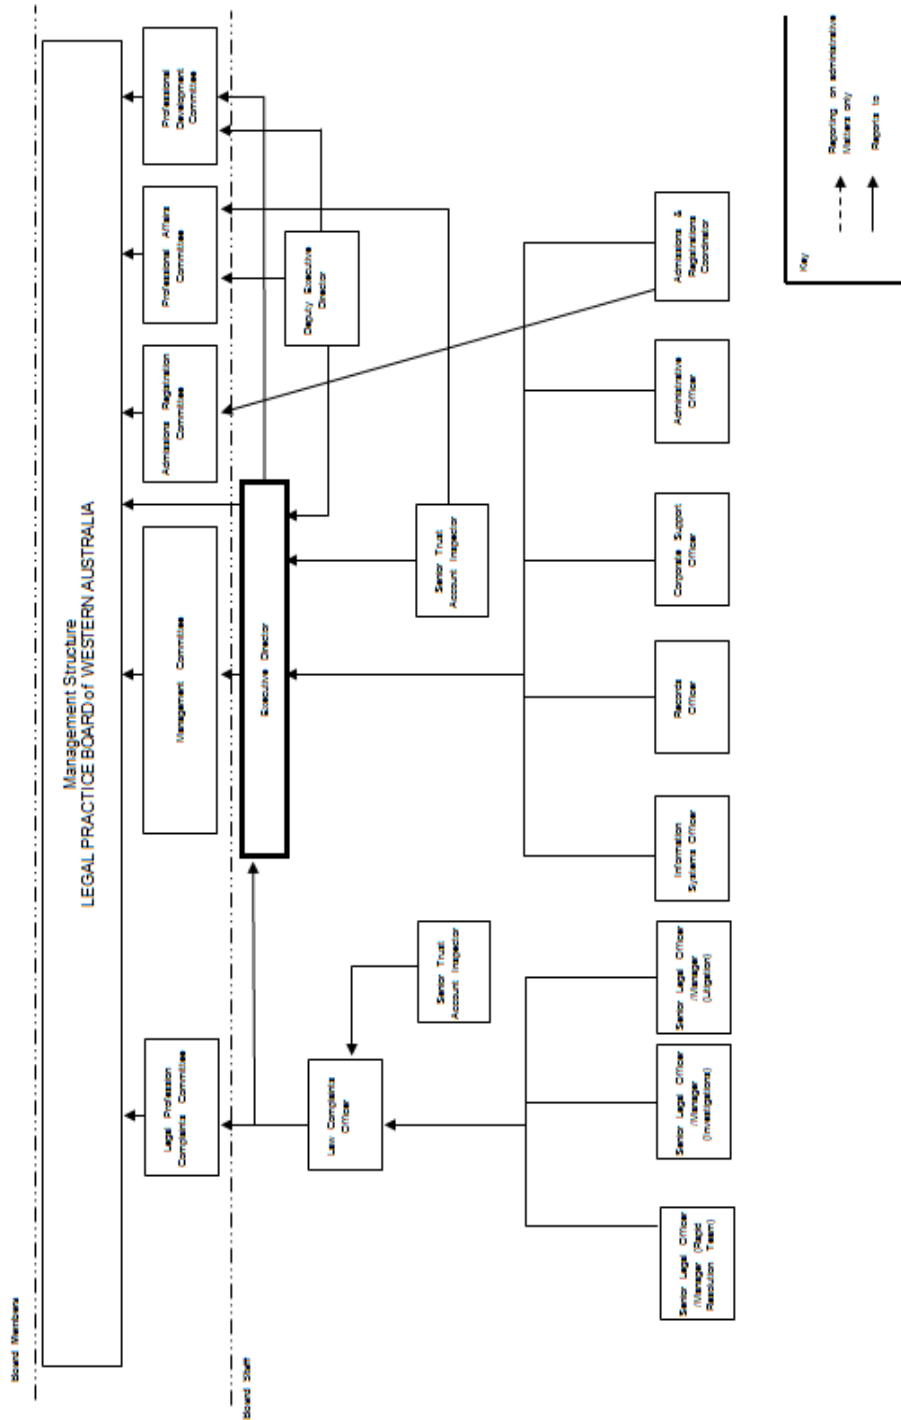 Board Members
Management Structure
LEGAL PRACTICE BOARD of WESTERN AUSTRALIA
Legal Profession
Complaints Committee
Management Committee
Admissions Registration
Committee
Professional Affairs
Committee
Professional
Development
Committee
Board Staff
Executive Director
Law Complaints
Officer
Deputy Executive
Director
Senior Trust
Account Inspector
Senior Trust
Account Inspector
Senior Legal Officer
/Manager (Rapid
Resolution Team)
Senior Legal Officer
/Manager
(Investigations)
Senior Legal Officer
/Manager
(Litigation)
Information
Systems Officer
Records
Officer
Corporate Support
Officer
Administrative
Officer
Admissions &
Registrations
Coordinator
Key
Reporting on administrative
Matters only
Reports to